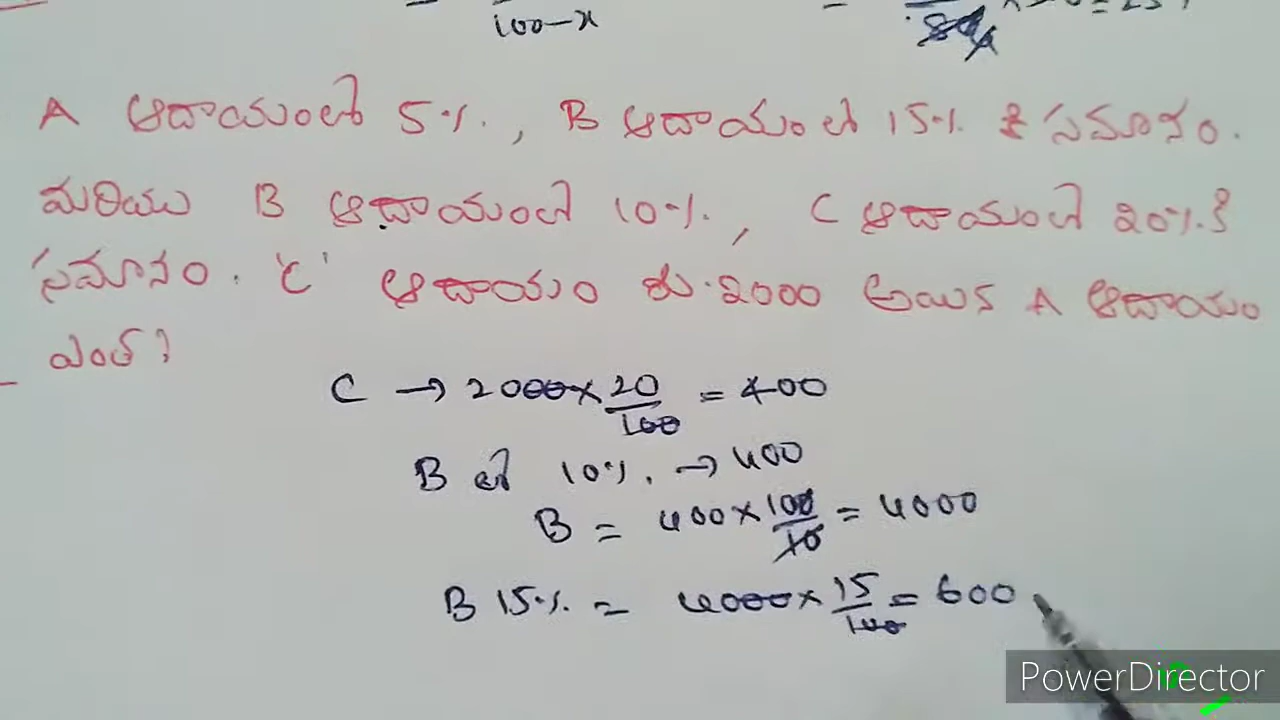 100-x
A ఆదాయంలో 5%, B ఆదాయంలో 15% కి సమానం.
మరియు B ఆదాయంలో 10%, C ఆదాయంలో 20% కి
సమానం. 'C' ఆదాయం రు.2000 అయిన A ఆదాయం
ఎంత?
C → 2000×20/100 = 400
B లో 10%. → 400
B = 400×100/10 = 4000
B 15% = 4000×15/100 = 600
PowerDirector